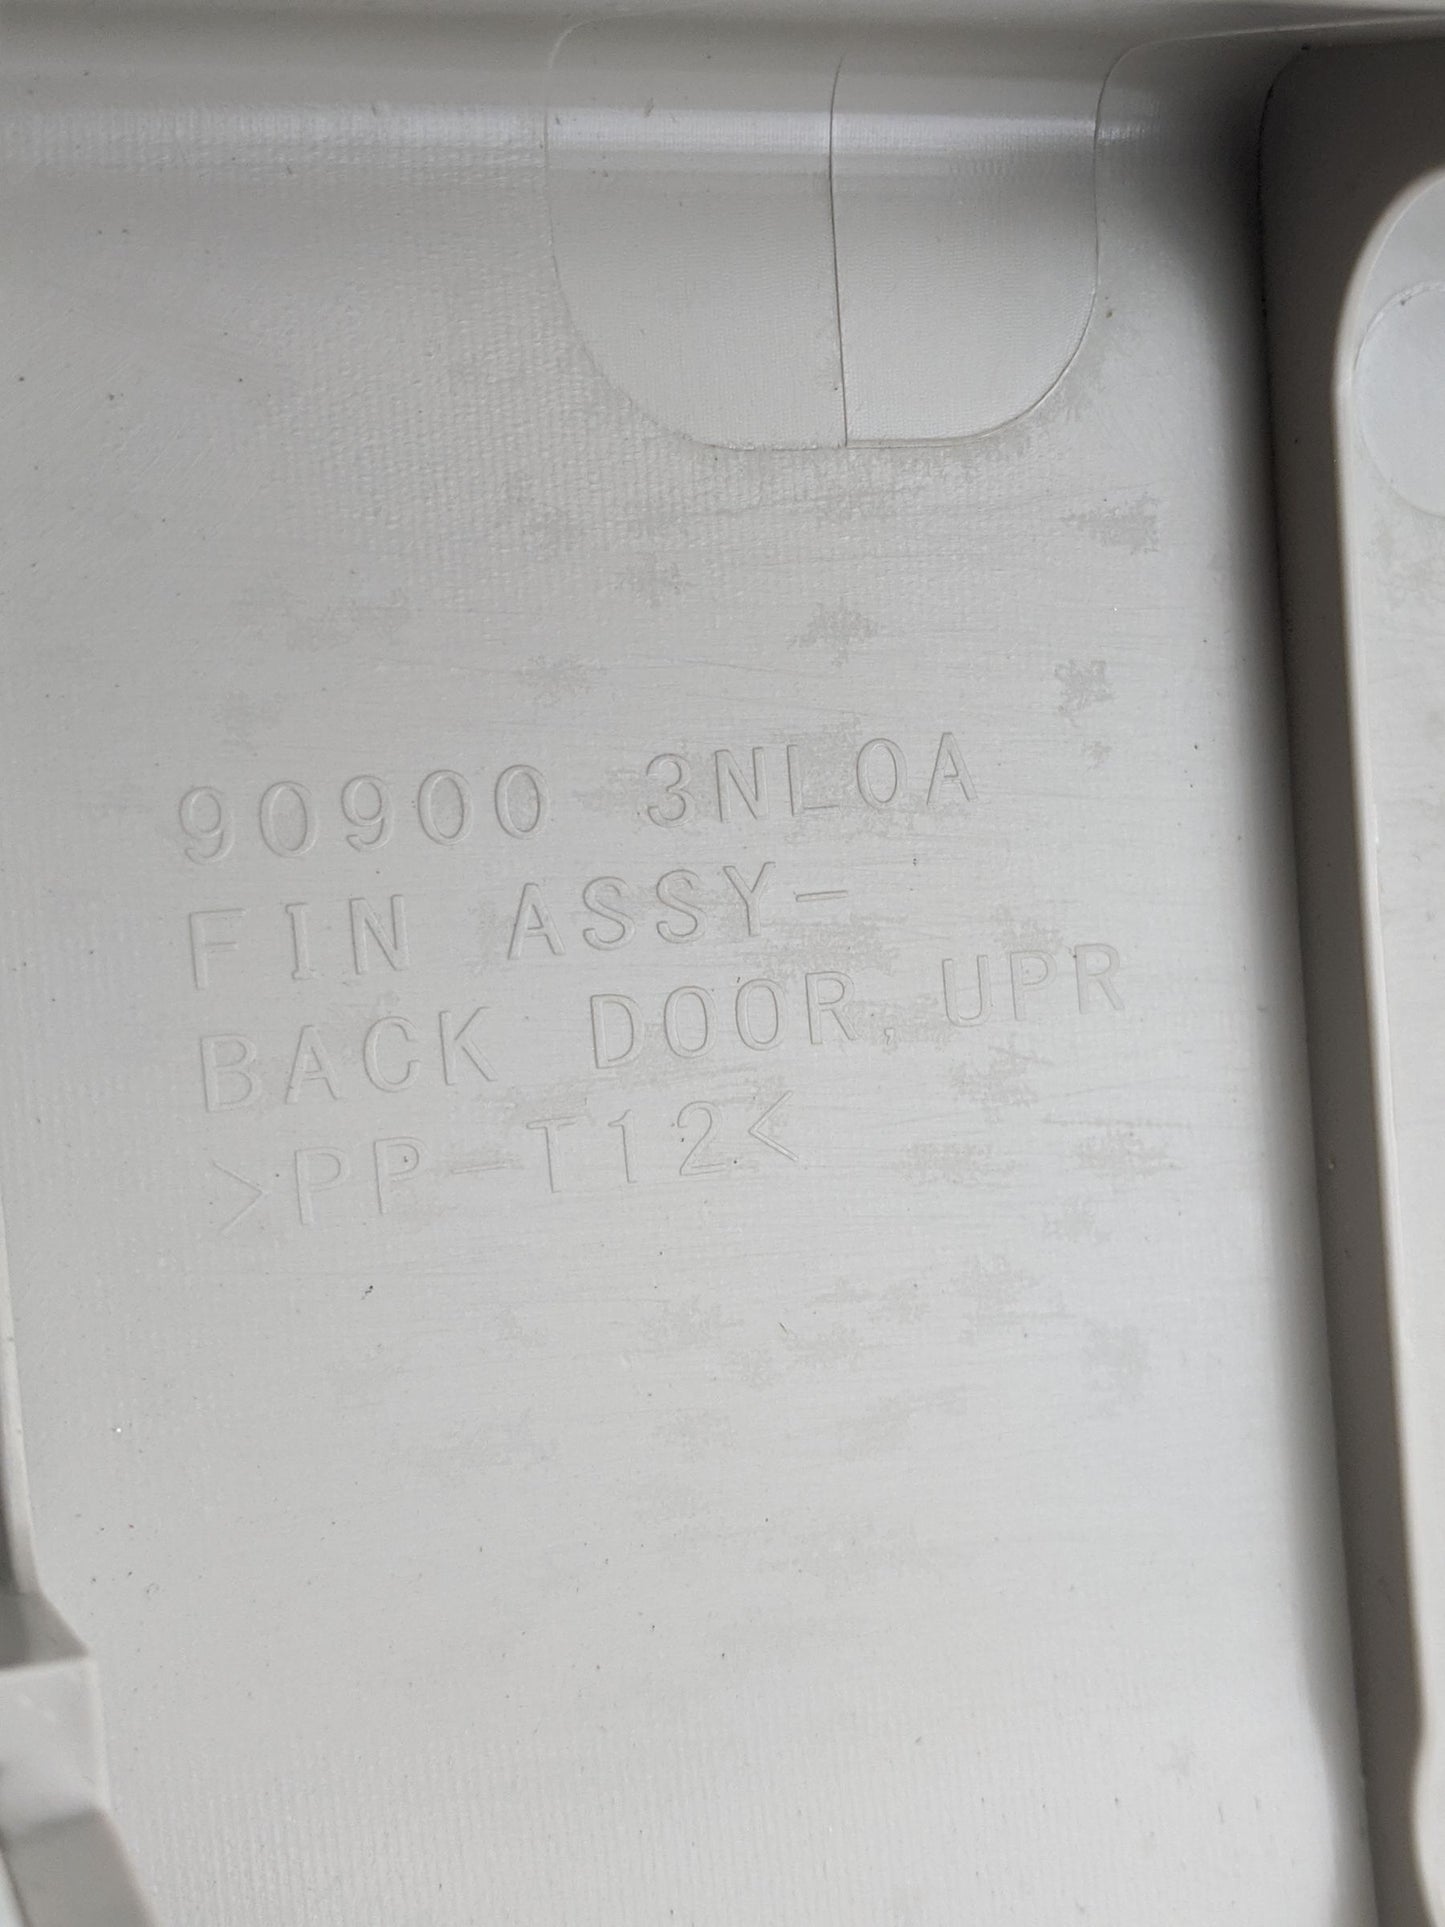 90900 3NL0A
FIN ASSY-
BACK DOOR, UPR
>PP-T12<